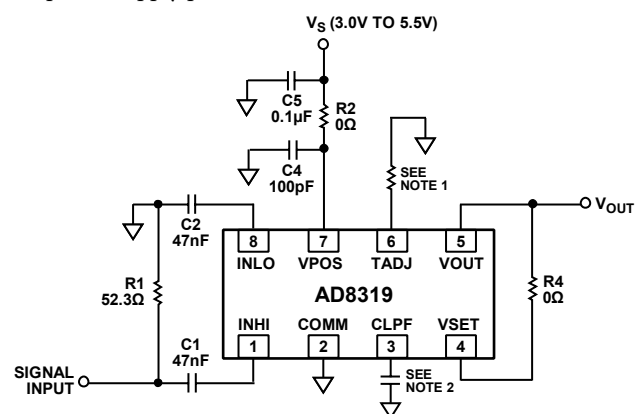 VS (3.0V TO 5.5V)
C5
0.1µF
R2
0Ω
C4
100pF
SEE
NOTE 1
C2
47nF
VOUT
8
7
6
5
INLO
VPOS
TADJ
VOUT
R1
52.3Ω
AD8319
R4
0Ω
C1
47nF
INHI
COMM
CLPF
VSET
1
2
3
4
SIGNAL
INPUT
SEE
NOTE 2